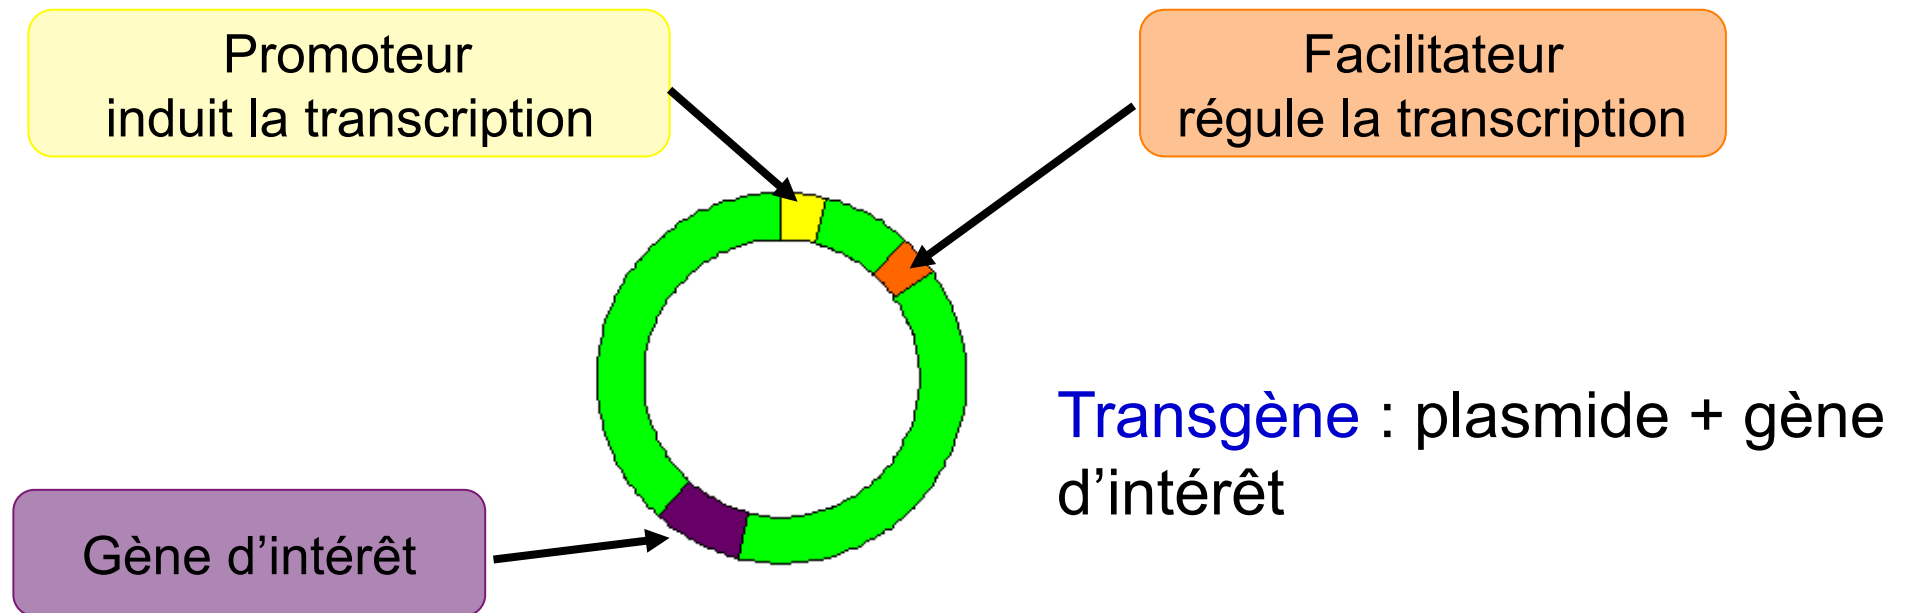 Promoteur
induit la transcription
Facilitateur
régule la transcription
Transgène : plasmide + gène
d’intérêt
Gène d’intérêt